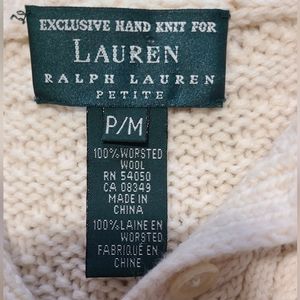 EXCLUSIVE HAND KNIT FOR
LAUREN
RALPH LAUREN
PETITE
P/M
100% WORSTED
WOOL
RN 54050
CA 08349
MADE IN
CHINA
100% LAINE EN
WORSTED
FABRIQUÉ EN
CHINE